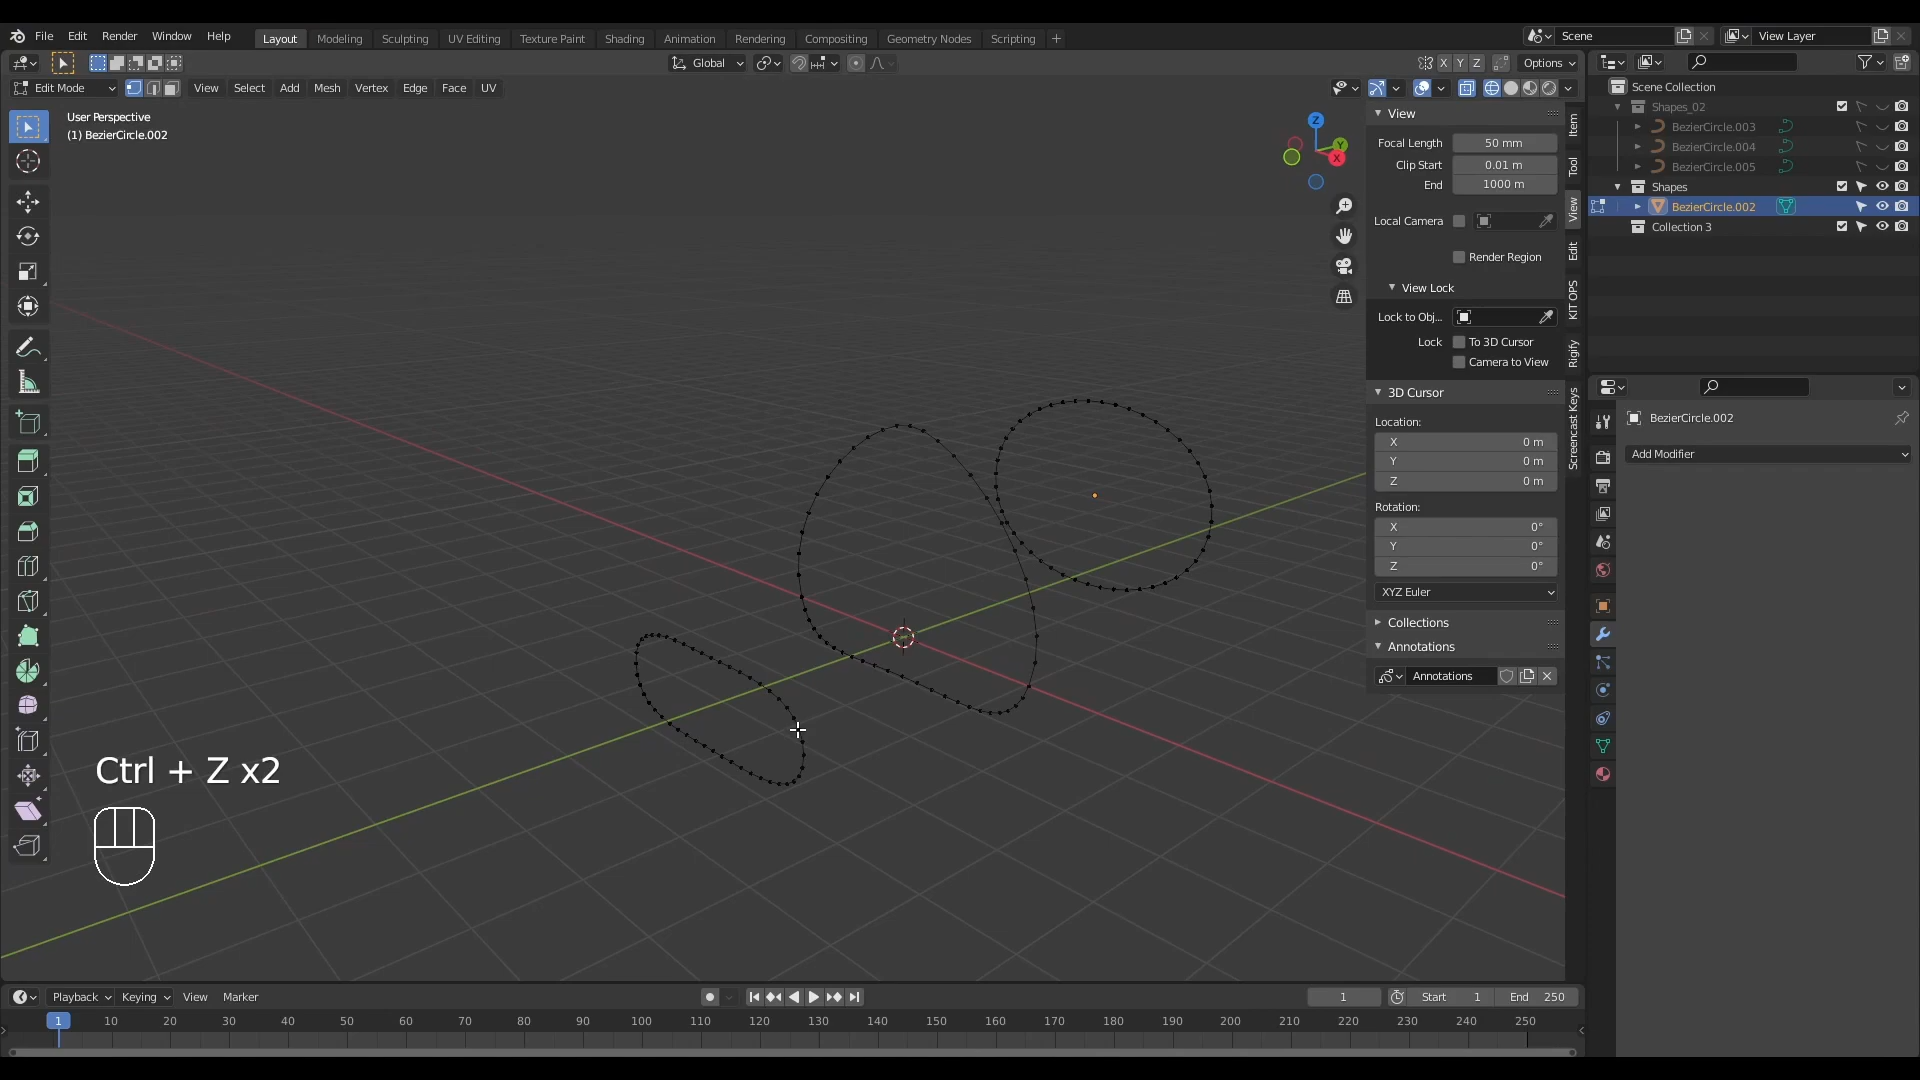 File Edit Render Window Help Layout Modeling Sculpting UV Editing Texture Paint Shading Animation Rendering Compositing Geometry Nodes Scripting + Scene View Layer
Global X Y Z Options
Edit Mode View Select Add Mesh Vertex Edge Face UV
User Perspective
(1) BezierCircle.002
Z
Y
X
View
Focal Length 50 mm
Clip Start 0.01 m
End 1000 m
Local Camera
Render Region
View Lock
Lock to Obj...
Lock To 3D Cursor
Camera to View
3D Cursor
Location:
X 0 m
Y 0 m
Z 0 m
Rotation:
X 0°
Y 0°
Z 0°
XYZ Euler
Collections
Annotations
Annotations
Item
Tool
View
Edit
KIT OPS
Rigify
Screencast Keys
Scene Collection
Shapes_02
BezierCircle.003
BezierCircle.004
BezierCircle.005
Shapes
BezierCircle.002
Collection 3
BezierCircle.002
Add Modifier
Ctrl + Z x2
Playback Keying View Marker 1 Start 1 End 250
1 10 20 30 40 50 60 70 80 90 100 110 120 130 140 150 160 170 180 190 200 210 220 230 240 250